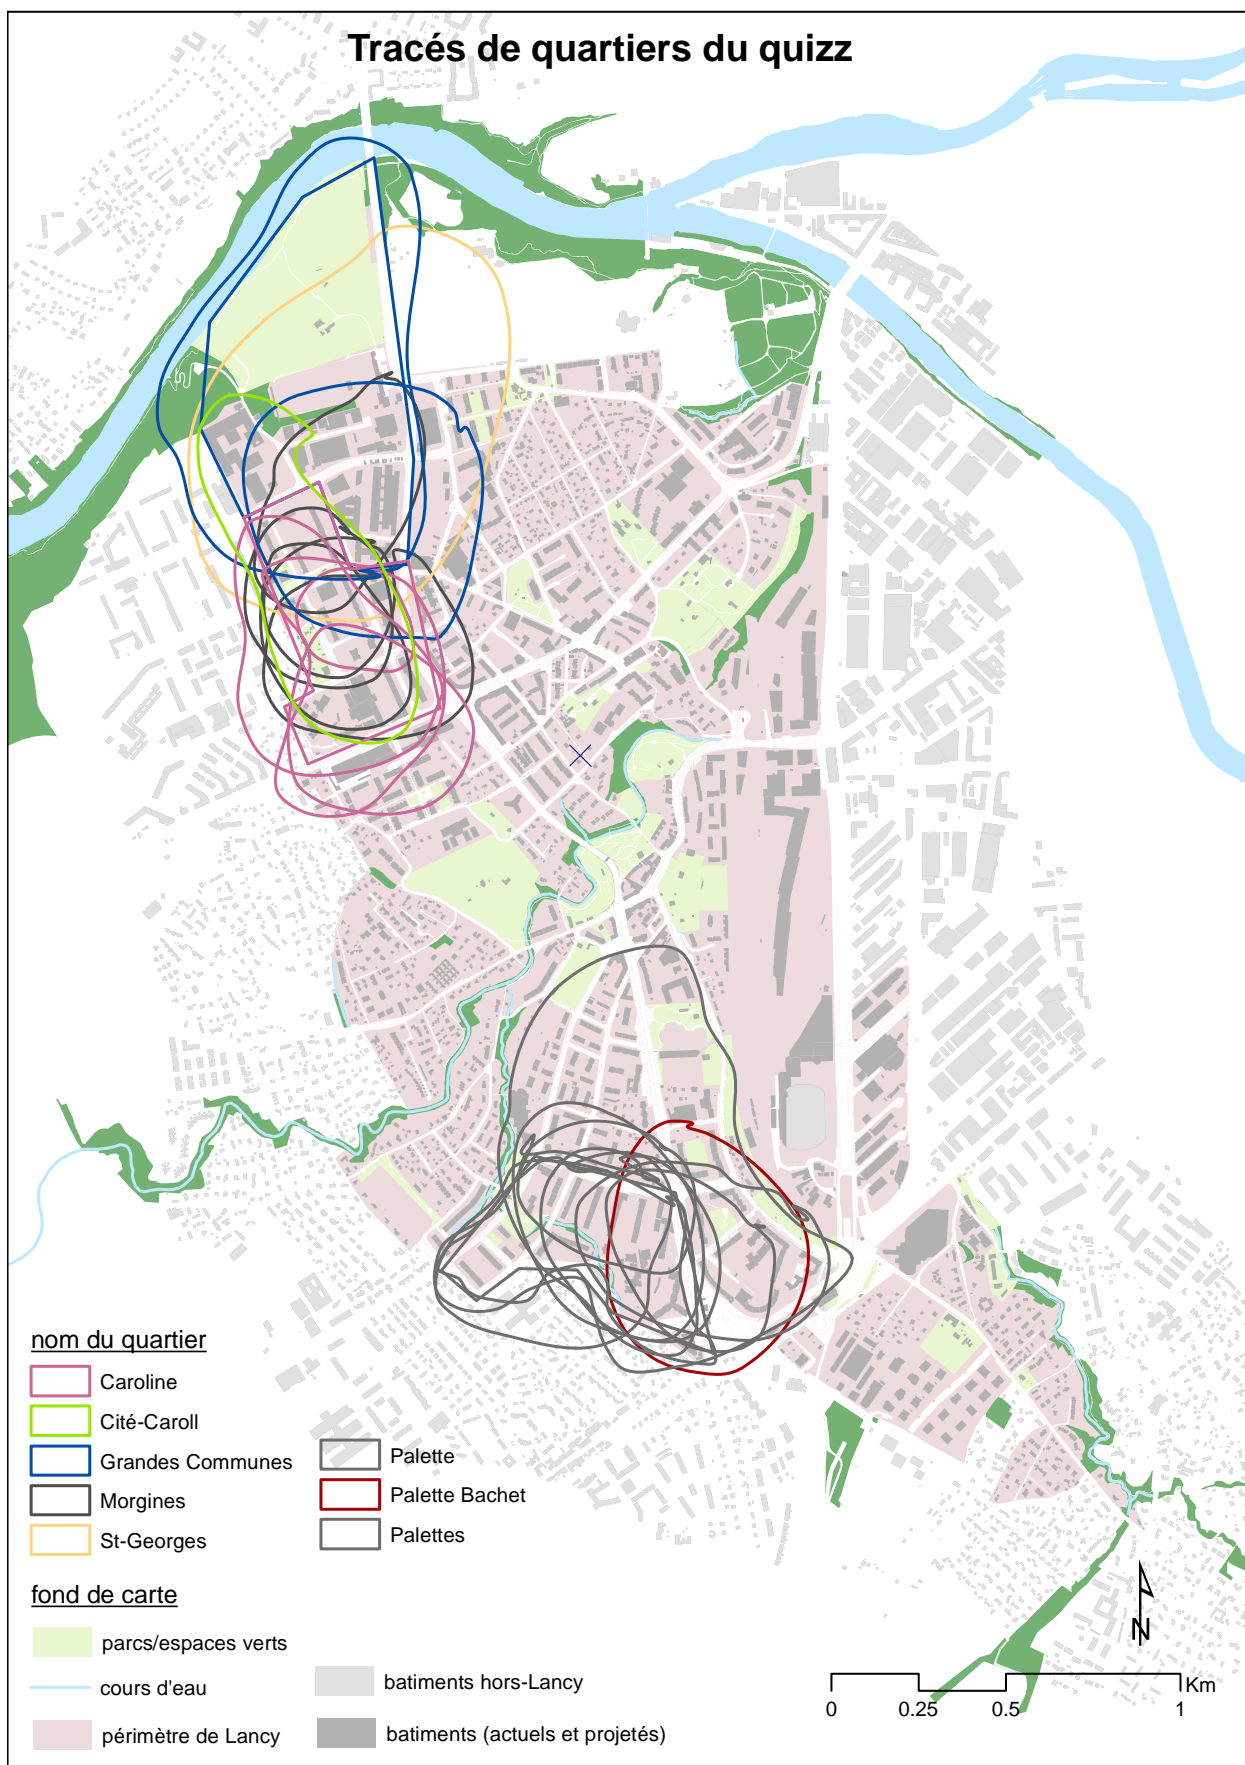 Tracés de quartiers du quizz
nom du quartier
Caroline
Cité-Caroll
Grandes Communes
Morgines
St-Georges
Palette
Palette Bachet
Palettes
fond de carte
parcs/espaces verts
cours d'eau
périmètre de Lancy
batiments hors-Lancy
batiments (actuels et projetés)
N
Km
0 0.25 0.5 1